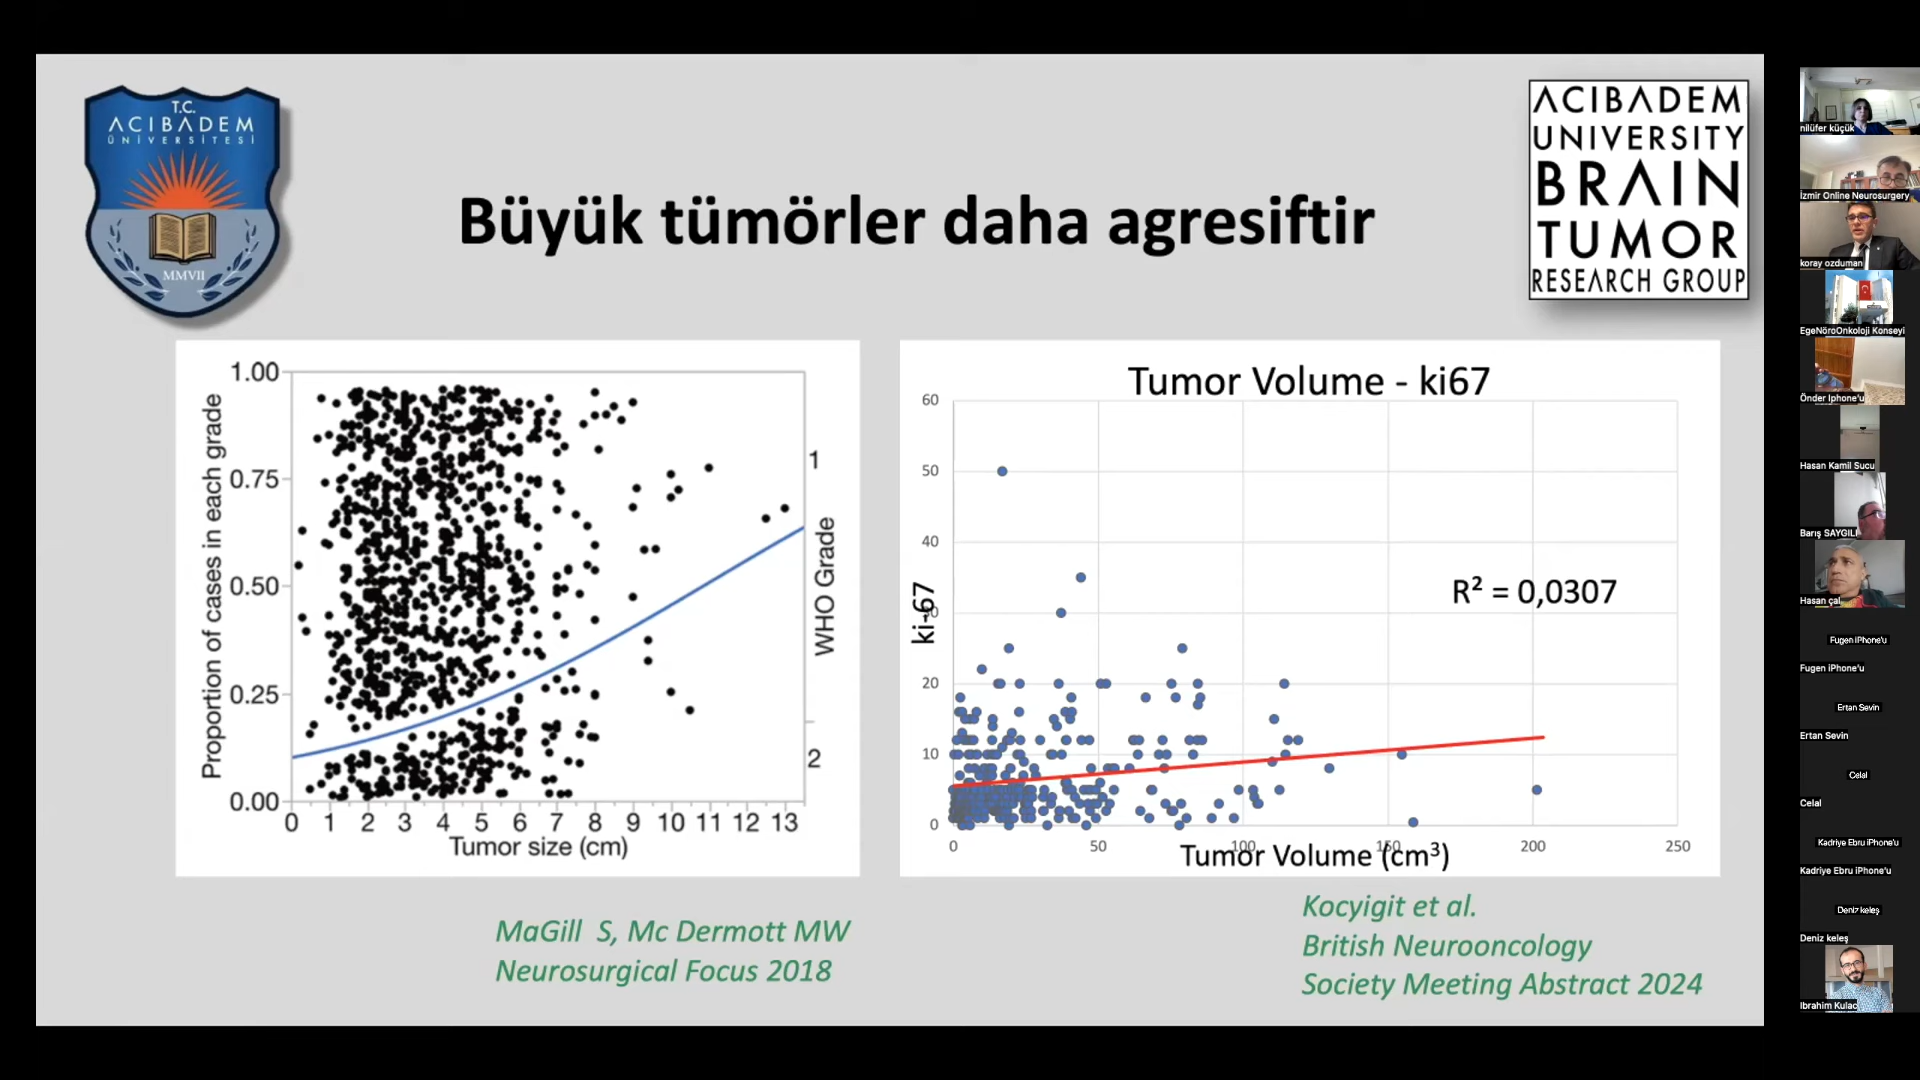 T.C.
ACIBADEM
ÜNİVERSİTESİ
MMVII
Büyük tümörler daha agresiftir
ACIBADEM
UNIVERSITY
BRAIN
TUMOR
RESEARCH GROUP
Proportion of cases in each grade
1.00
0.75
0.50
0.25
0.00
0 1 2 3 4 5 6 7 8 9 10 11 12 13
Tumor size (cm)
1
WHO Grade
2
Tumor Volume - ki67
60
50
40
30
20
10
0
ki-67
R² = 0,0307
0 50 100 150 200 250
Tumor Volume (cm³)
MaGill S, Mc Dermott MW
Neurosurgical Focus 2018
Kocyigit et al.
British Neurooncology
Society Meeting Abstract 2024
nilüfer küçük
İzmir Online Neurosurgery
koray ozduman
EgeNöroOnkoloji Konseyi
Önder Iphone'u
Hasan Kamil Sucu
Barış SAYGILI
Hasan çal
Fugen iPhone'u
Fugen iPhone'u
Ertan Sevin
Ertan Sevin
Celal
Celal
Kadriye Ebru iPhone'u
Kadriye Ebru iPhone'u
Deniz keleş
Deniz keleş
Ibrahim Kulac